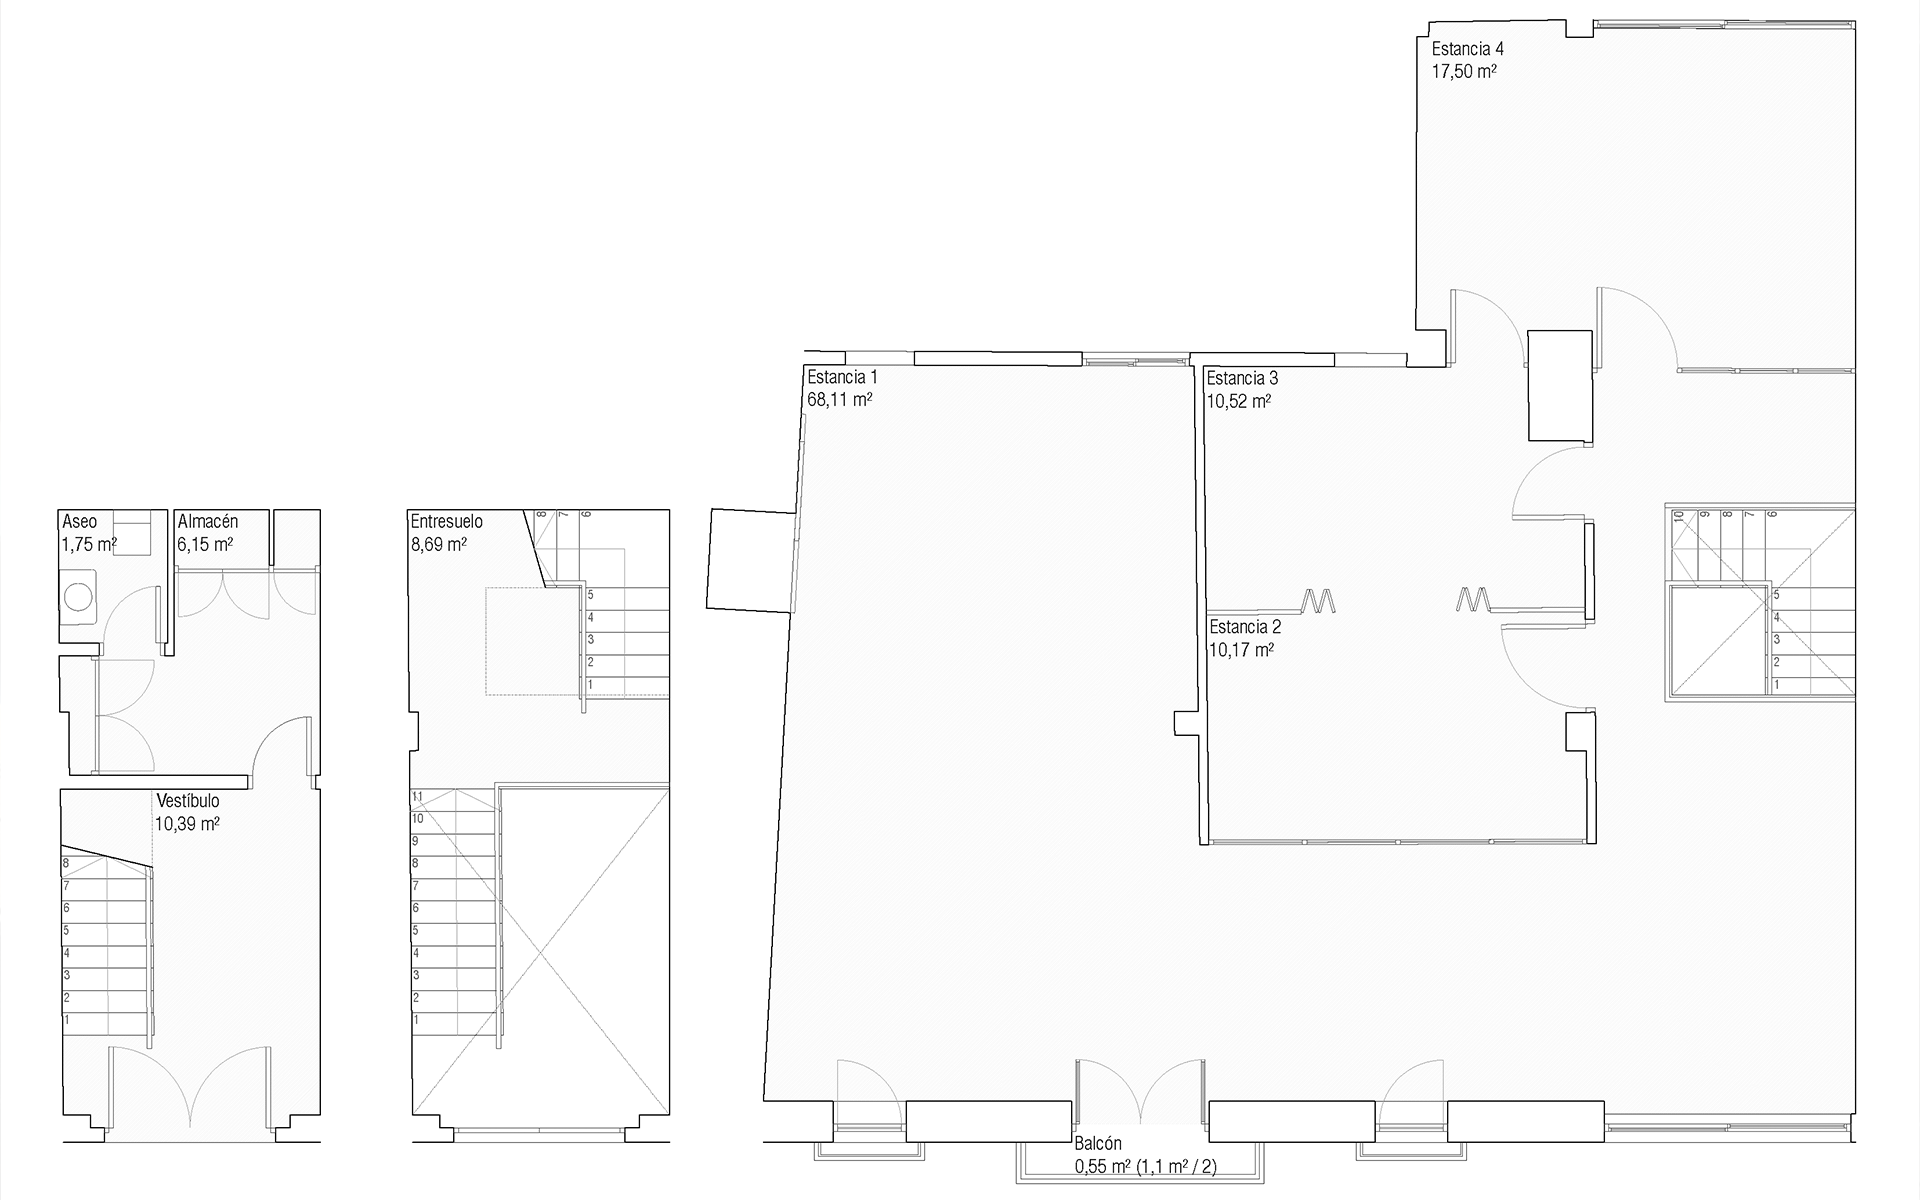 Estancia 4
17,50 m²
Estancia 1
68,11 m²
Estancia 3
10,52 m²
Aseo
1,75 m²
Almacén
6,15 m²
Entresuelo
8,69 m²
8
7
6
5
4
3
2
1
10
9
8
7
6
5
4
3
2
1
Estancia 2
10,17 m²
Vestíbulo
10,39 m²
8
7
6
5
4
3
2
1
11
10
9
8
7
6
5
4
3
2
1
Balcón
0,55 m² (1,1 m² / 2)